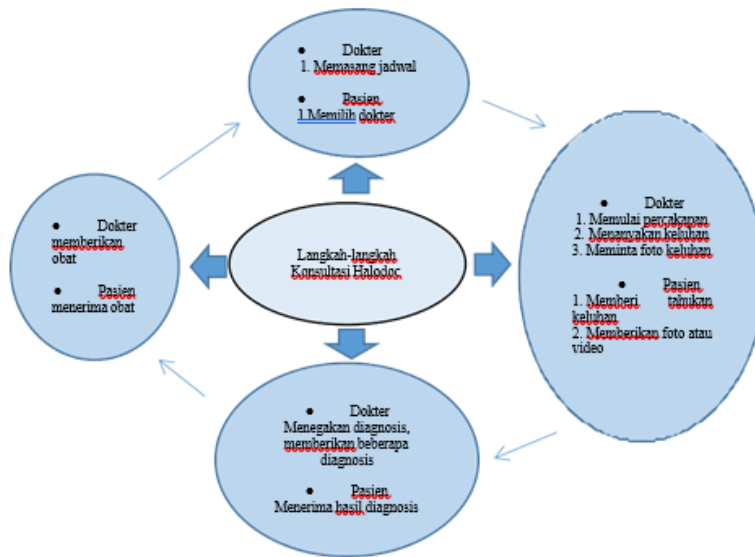 ● Dokter
1. Memasang jadwal
● Pasien
1.Memilih dokter
● Dokter
1. Memulai percakapan
2. Menanyakan keluhan
3. Meminta foto keluhan
● Pasien
1. Memberi tahukan
keluhan
2. Memberikan foto atau
video
● Dokter
memberikan
obat
● Pasien
menerima obat
Langkah-langkah
Konsultasi Halodoc
● Dokter
Menegakan diagnosis,
memberikan beberapa
diagnosis
● Pasien
Menerima hasil diagnosis